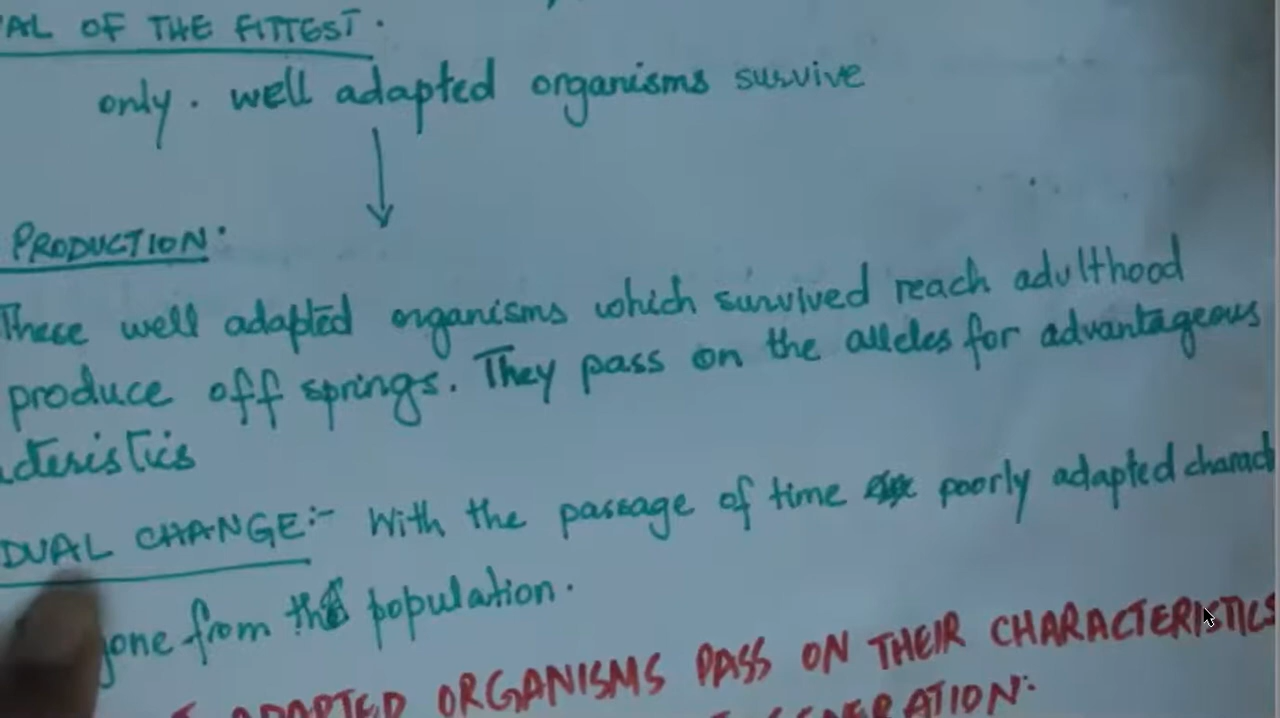 AL OF THE FITTEST.
only. well adapted organisms survive
PRODUCTION:
These well adapted organisms which survived reach adulthood
produce off springs. They pass on the alleles for advantageous
cteristics
DUAL CHANGE:- With the passage of time poorly adapted charact
gone from the population.
ADAPTED ORGANISMS PASS ON THEIR CHARACTERISTICS
GENERATION: